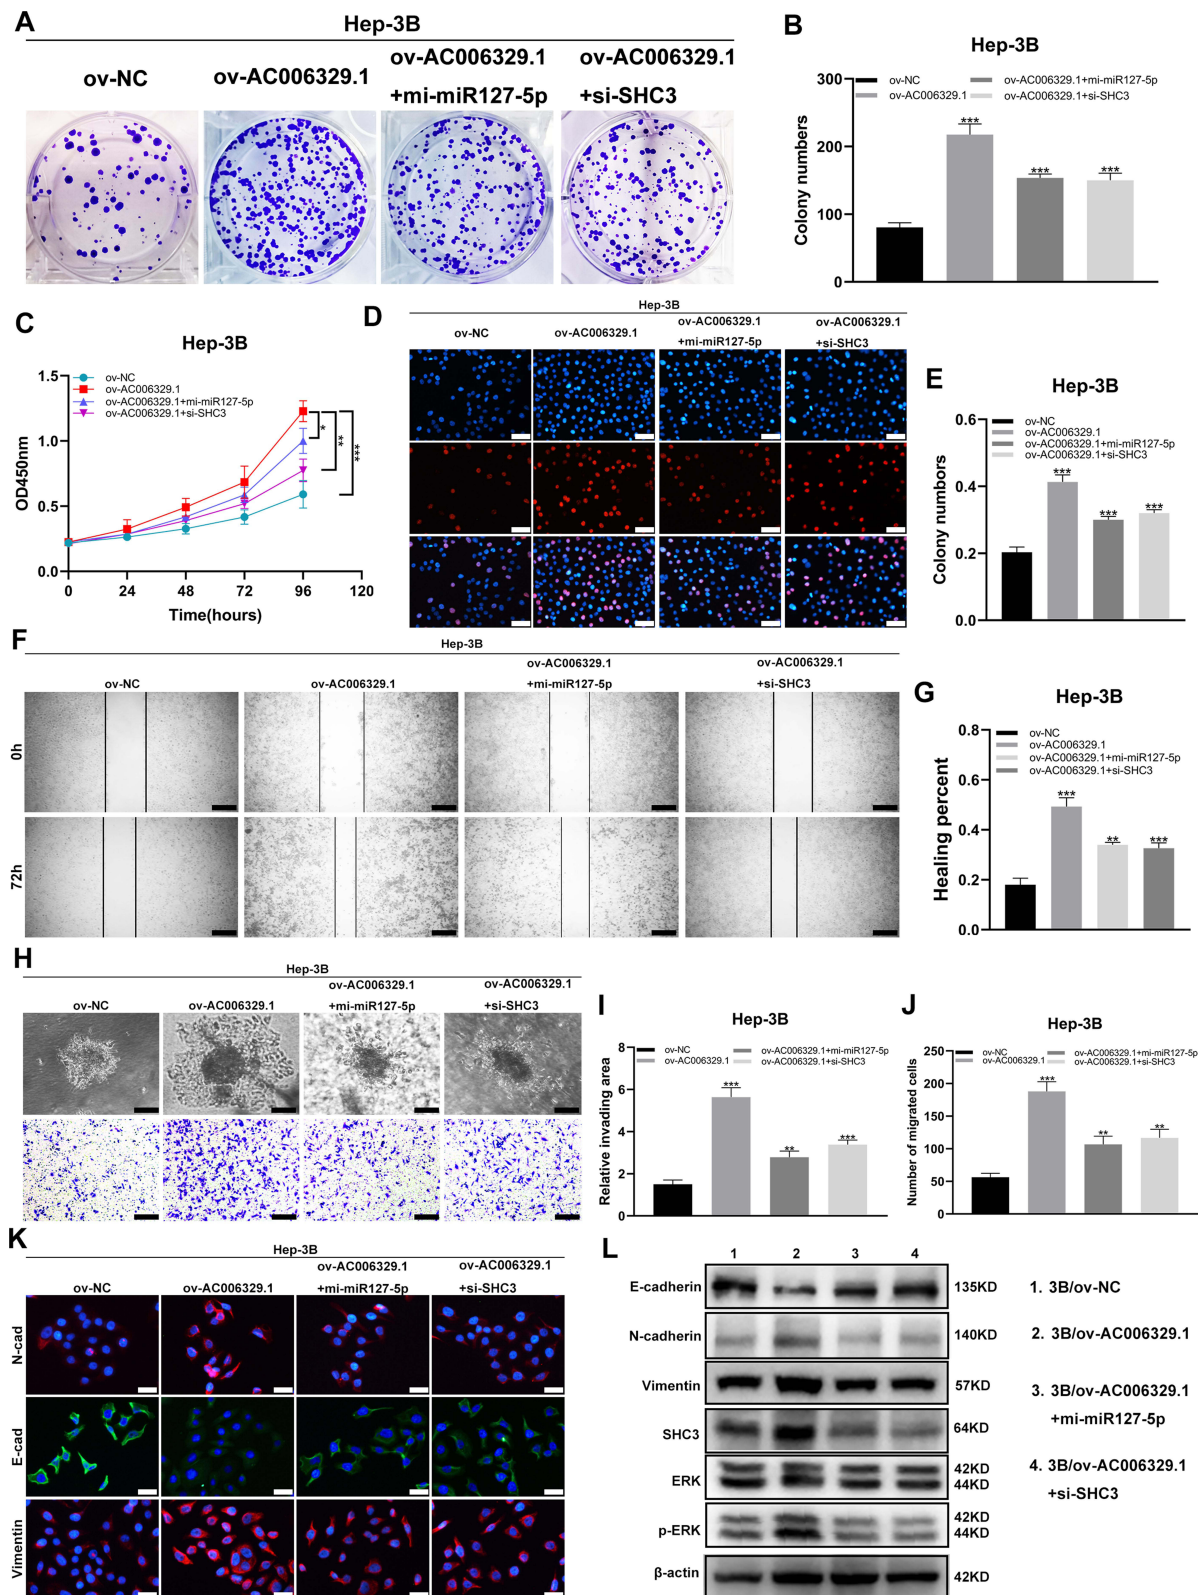 A
Hep-3B
ov-NC
ov-AC006329.1
ov-AC006329.1
+mi-miR127-5p
ov-AC006329.1
+si-SHC3
B
Hep-3B
ov-NC
ov-AC006329.1
ov-AC006329.1+mi-miR127-5p
ov-AC006329.1+si-SHC3
Colony numbers
300
200
100
0
***
***
***
C
Hep-3B
ov-NC
ov-AC006329.1
ov-AC006329.1+mi-miR127-5p
ov-AC006329.1+si-SHC3
OD450nm
1.5
1.0
0.5
0.0
*
**
***
0
24
48
72
96
120
Time(hours)
D
Hep-3B
ov-NC
ov-AC006329.1
ov-AC006329.1
+mi-miR127-5p
ov-AC006329.1
+si-SHC3
E
Hep-3B
ov-NC
ov-AC006329.1
ov-AC006329.1+mi-miR127-5p
ov-AC006329.1+si-SHC3
Colony numbors
0.6
0.4
0.2
0.0
***
***
***
F
Hep-3B
ov-NC
ov-AC006329.1
ov-AC006329.1
+mi-miR127-5p
ov-AC006329.1
+si-SHC3
0h
72h
G
Hep-3B
ov-NC
ov-AC006329.1
ov-AC006329.1+mi-miR127-5p
ov-AC006329.1+si-SHC3
Healing percent
0.8
0.6
0.4
0.2
0.0
***
**
***
H
Hep-3B
ov-NC
ov-AC006329.1
ov-AC006329.1
+mi-miR127-5p
ov-AC006329.1
+si-SHC3
I
Hep-3B
ov-NC
ov-AC006329.1
ov-AC006329.1+mi-miR127-5p
ov-AC006329.1+si-SHC3
Relative invading area
8
6
4
2
0
***
**
***
J
Hep-3B
ov-NC
ov-AC006329.1
ov-AC006329.1+mi-miR127-5p
ov-AC006329.1+si-SHC3
Number of migrated cells
250
200
150
100
50
0
***
**
**
K
Hep-3B
ov-NC
ov-AC006329.1
ov-AC006329.1
+mi-miR127-5p
ov-AC006329.1
+si-SHC3
N-cad
E-cad
Vimentin
L
1 2 3 4
E-cadherin 135KD
N-cadherin 140KD
Vimentin 57KD
SHC3 64KD
ERK 42KD
44KD
p-ERK 42KD
44KD
β-actin 42KD
1. 3B/ov-NC
2. 3B/ov-AC006329.1
3. 3B/ov-AC006329.1
+mi-miR127-5p
4. 3B/ov-AC006329.1
+si-SHC3